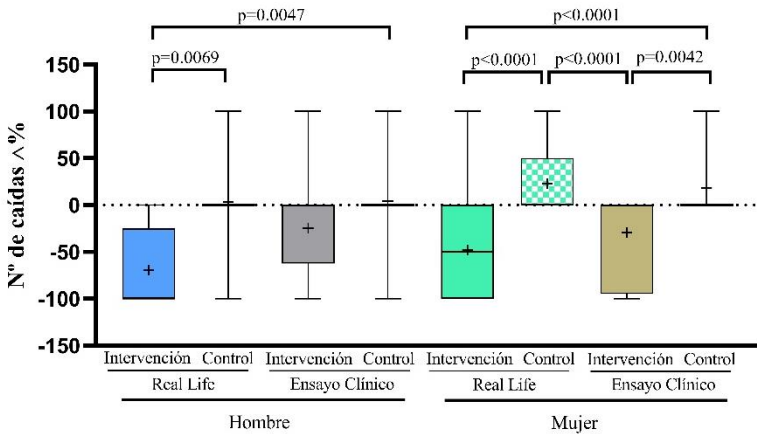 p=0.0047
p<0.0001
p=0.0069
p<0.0001
p<0.0001
p=0.0042
Nº de caídas ^%
150
100
50
0
-50
-100
-150
Intervención Control Intervención Control Intervención Control Intervención Control
Real Life Ensayo Clínico Real Life Ensayo Clínico
Hombre Mujer